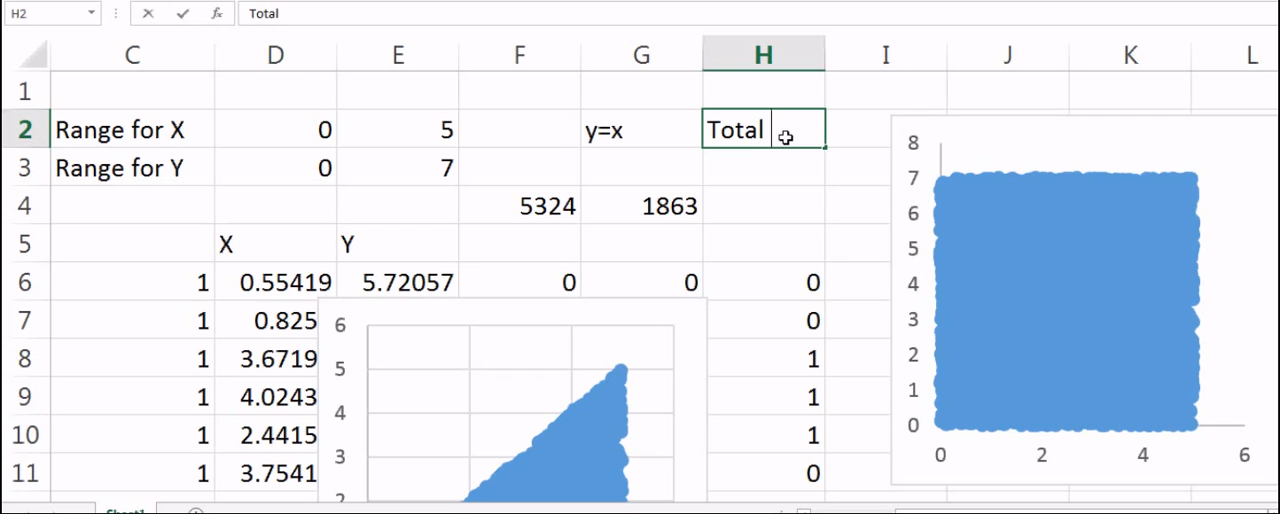 H2 fx Total
C D E F G H I J K L
1
2 Range for X 0 5 y=x Total
3 Range for Y 0 7
4 5324 1863
5 X Y
6 1 0.55419 5.72057 0 0 0
7 1 0.825 0
8 1 3.6719 1
9 1 4.0243 1
10 1 2.4415 1
11 1 3.7541 0
6
5
4
3
2
8
7
6
5
4
3
2
1
0
0 2 4 6
Sheet1